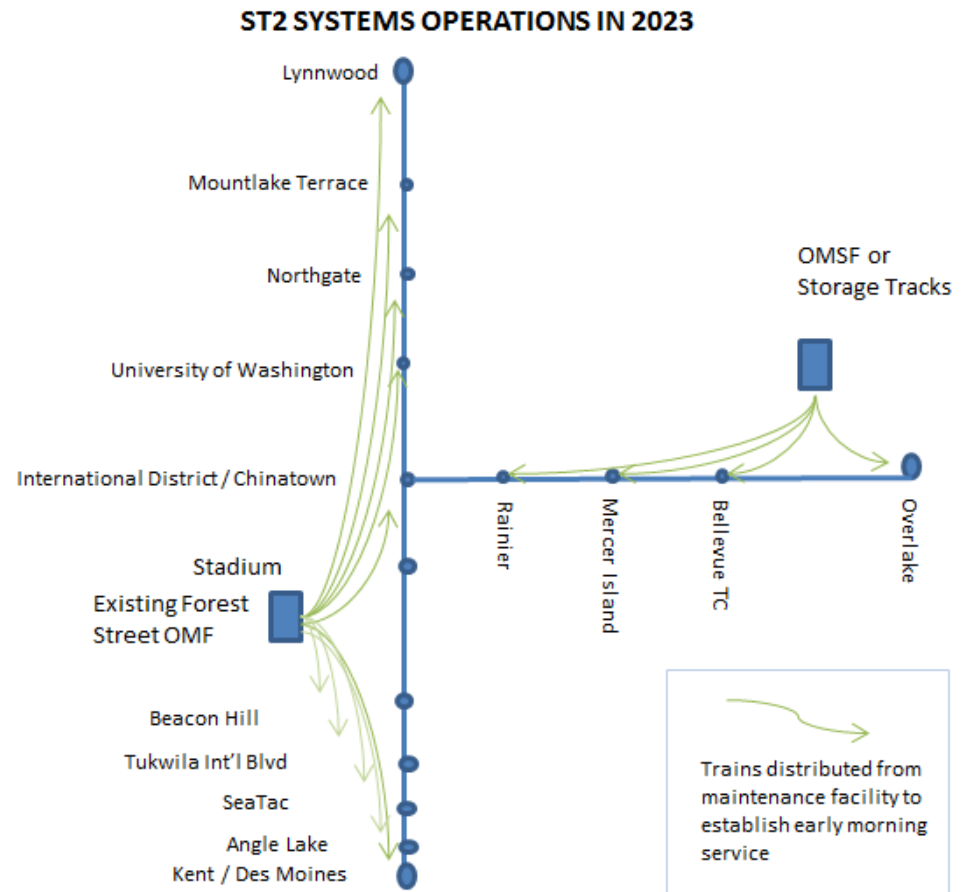 ST2 SYSTEMS OPERATIONS IN 2023
Lynnwood
Mountlake Terrace
Northgate
University of Washington
International District / Chinatown
Stadium
Existing Forest
Street OMF
Beacon Hill
Tukwila Int'l Blvd
SeaTac
Angle Lake
Kent / Des Moines
OMSF or
Storage Tracks
Rainier
Mercer Island
Bellevue TC
Overlake
Trains distributed from
maintenance facility to
establish early morning
service